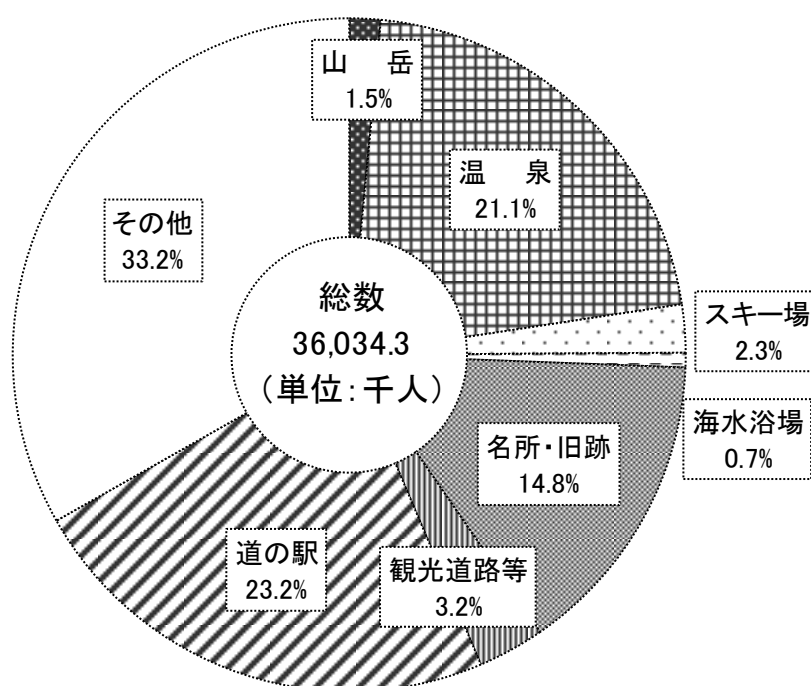 山　岳
1.5%
温　泉
21.1%
その他
33.2%
総数
36,034.3
（単位：千人）
スキー場
2.3%
海水浴場
0.7%
名所・旧跡
14.8%
観光道路等
3.2%
道の駅
23.2%